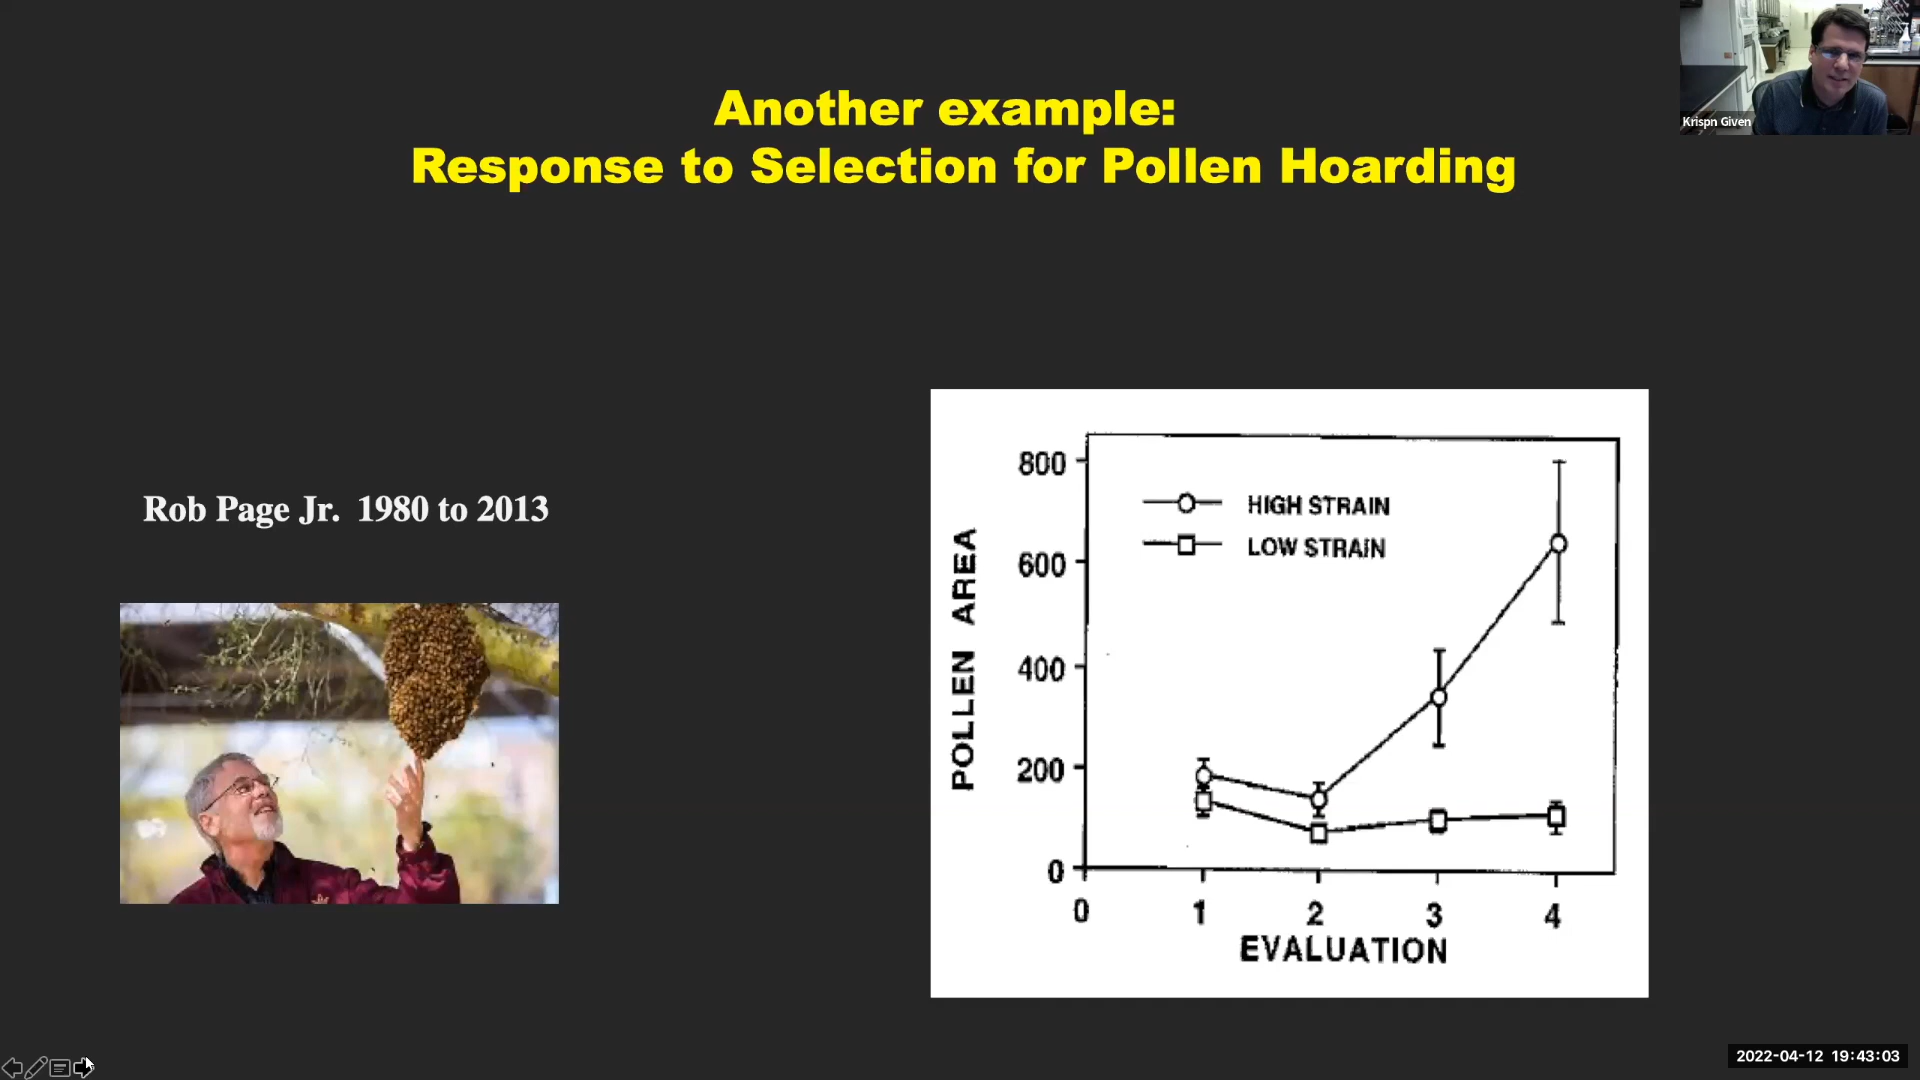 Another example:
Response to Selection for Pollen Hoarding
Krispn Given
Rob Page Jr. 1980 to 2013
800
600
400
200
0
POLLEN AREA
HIGH STRAIN
LOW STRAIN
0 1 2 3 4
EVALUATION
2022-04-12 19:43:03